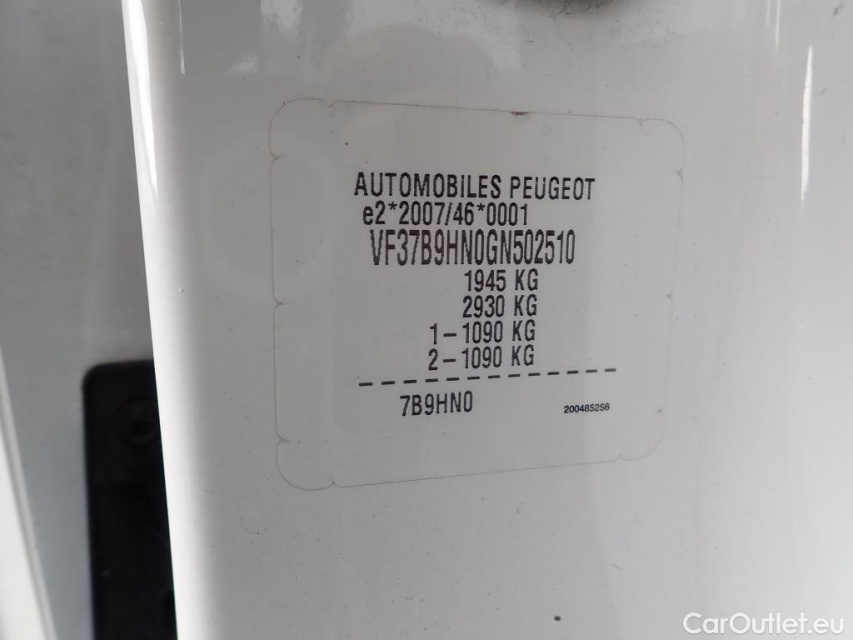 AUTOMOBILES PEUGEOT
e2*2007/46*0001
VF37B9HN0GN502510
1945 KG
2930 KG
1-1090 KG
2-1090 KG
7B9HN0
200485256
CarOutlet.eu